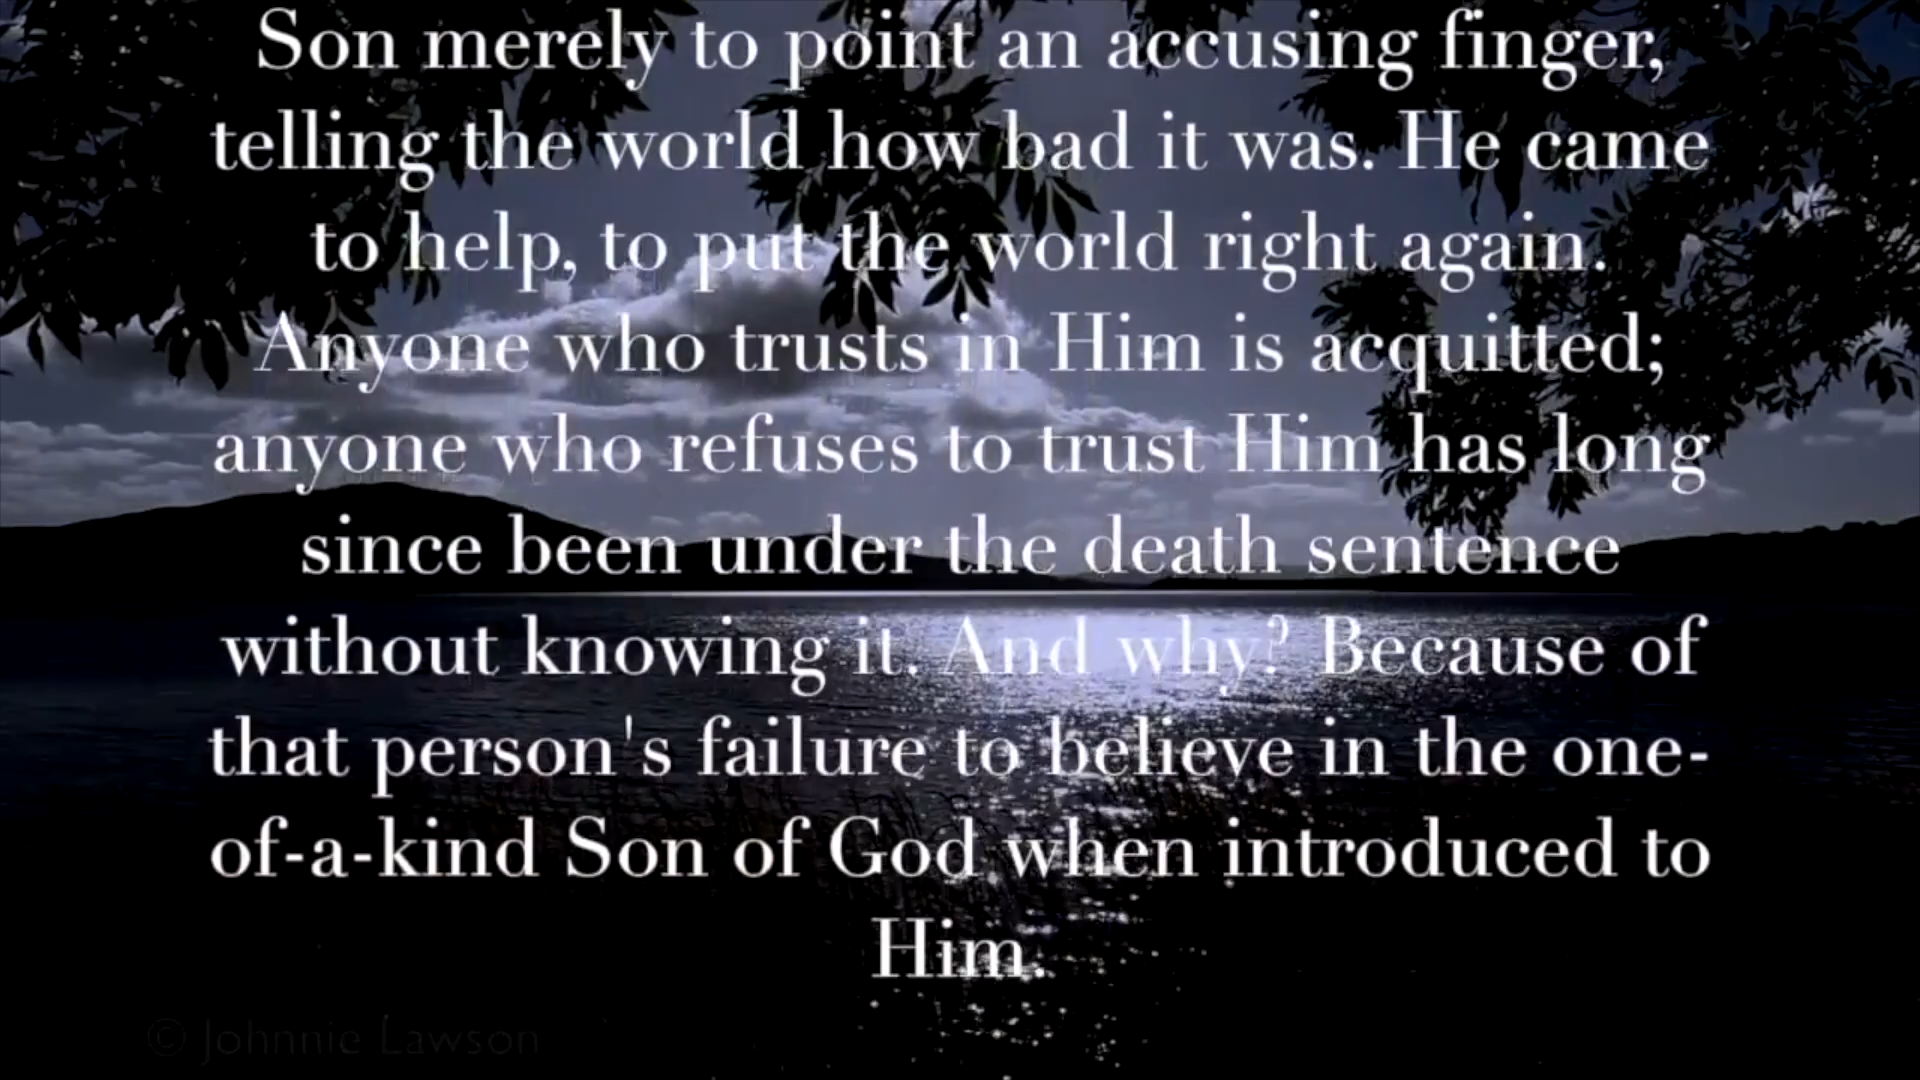 Son merely to point an accusing finger,
telling the world how bad it was. He came
to help, to put the world right again.
Anyone who trusts in Him is acquitted;
anyone who refuses to trust Him has long
since been under the death sentence
without knowing it. And why? Because of
that person's failure to believe in the one-
of-a-kind Son of God when introduced to
Him.
© Johnnie Lawson